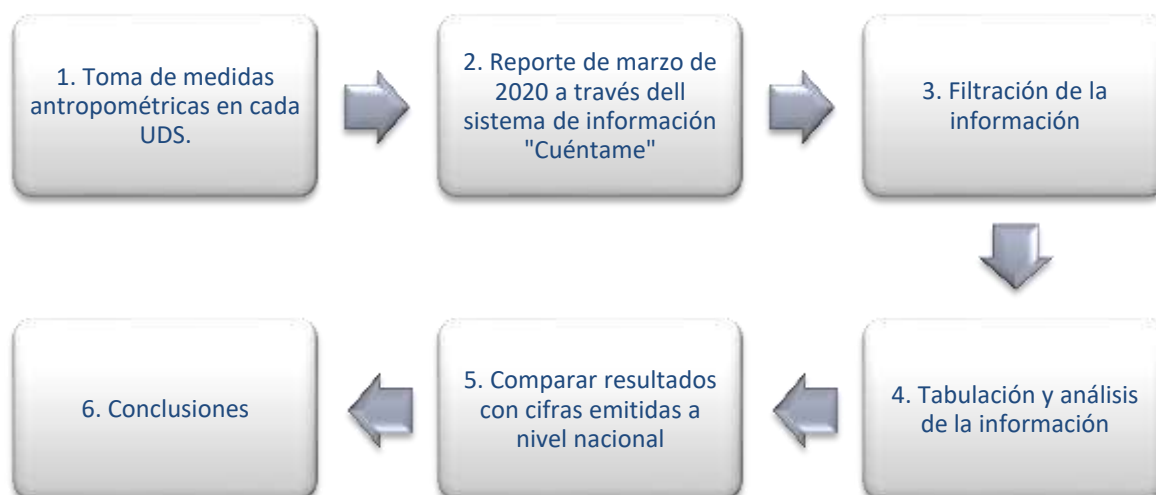 1. Toma de medidas
antropométricas en cada
UDS.
2. Reporte de marzo de
2020 a través dell
sistema de información
"Cuéntame"
3. Filtración de la
información
4. Tabulación y análisis
de la información
5. Comparar resultados
con cifras emitidas a
nivel nacional
6. Conclusiones